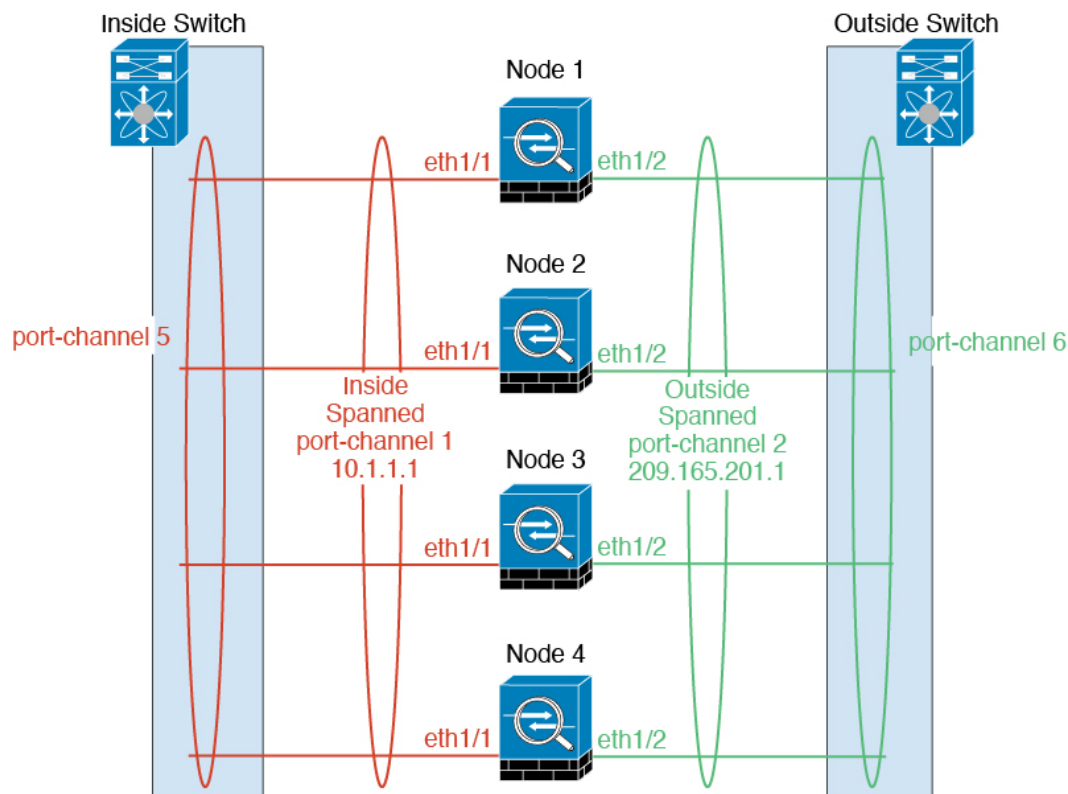 Inside Switch
Outside Switch
Node 1
eth1/1
eth1/2
Node 2
port-channel 5
eth1/1
eth1/2
port-channel 6
Inside
Spanned
port-channel 1
10.1.1.1
Outside
Spanned
port-channel 2
209.165.201.1
Node 3
eth1/1
eth1/2
Node 4
eth1/1
eth1/2